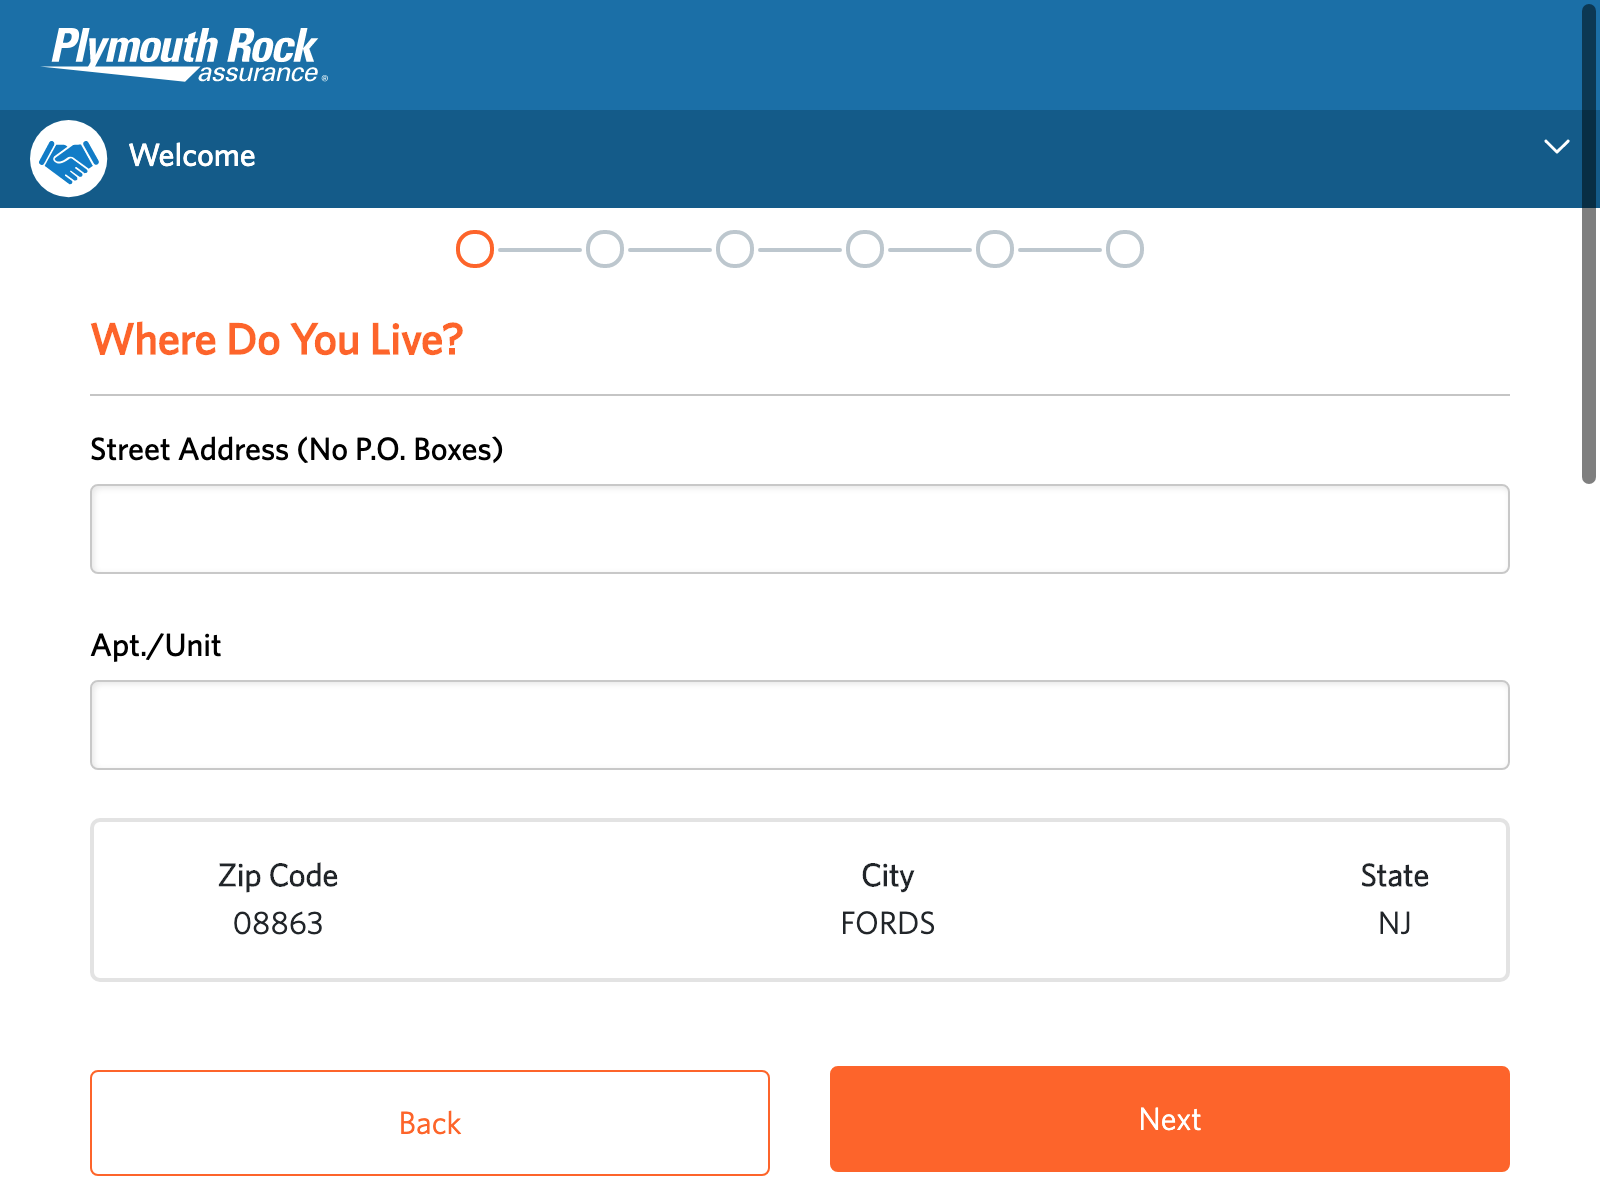 Plymouth Rock
assurance®
Welcome
Where Do You Live?
Street Address (No P.O. Boxes)
Apt./Unit
Zip Code City State
08863 FORDS NJ
Back Next